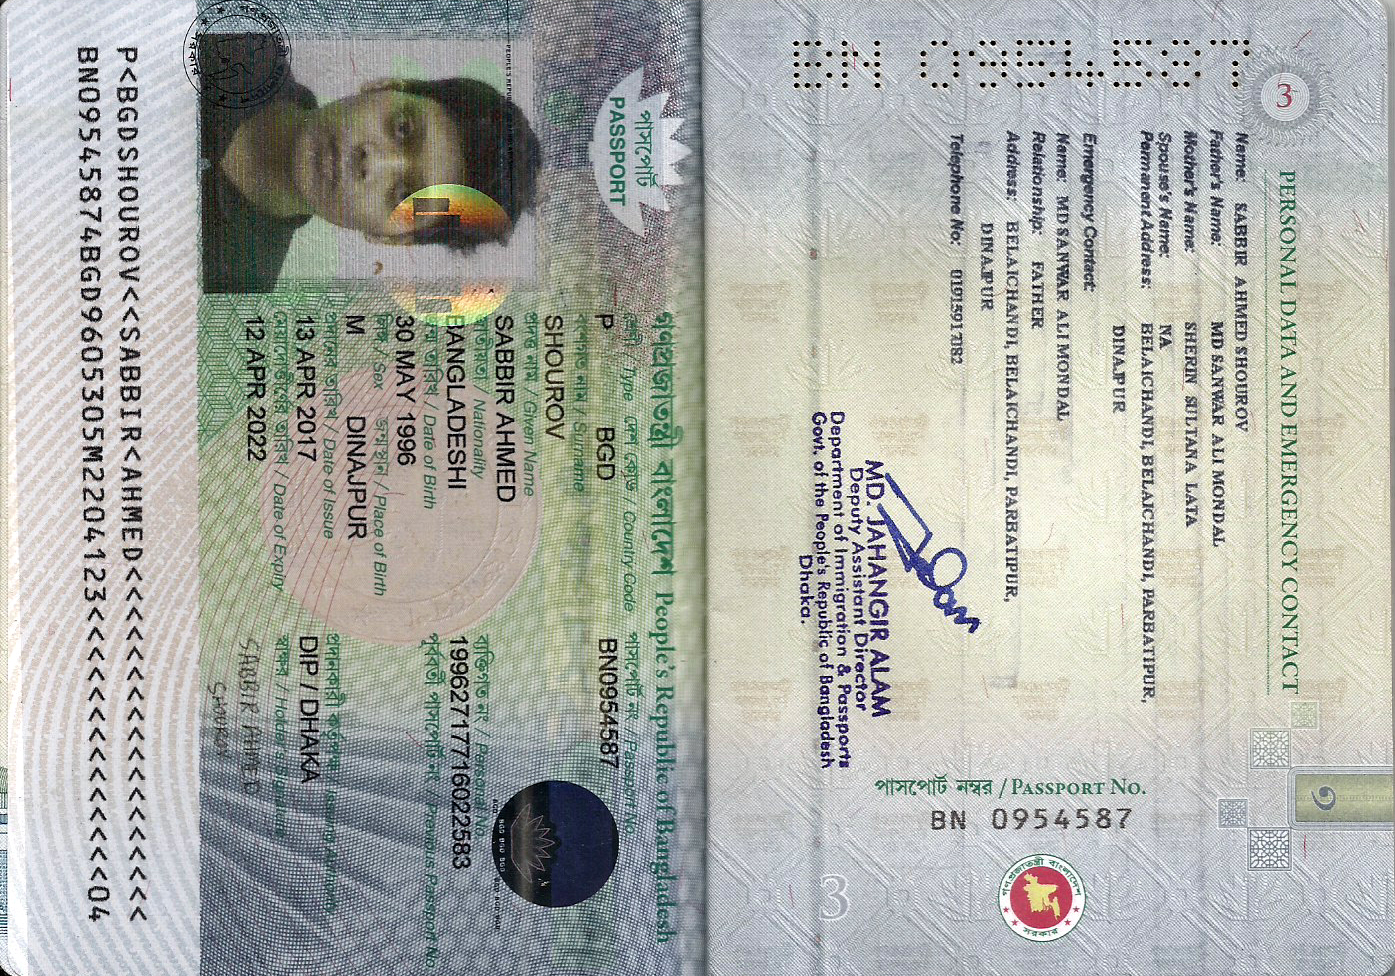 3
PERSONAL DATA AND EMERGENCY CONTACT
Name: SABBIR AHMED SHOUROV
Father's Name: MD SANWAR ALI MONDAL
Mother's Name: SHERIN SULTANA LATA
Spouse's Name: NA
Permanent Address: BELAICHANDI, BELAICHANDI, PARBATIPUR,
DINAJPUR
Emergency Contact:
Name: MD SANWAR ALI MONDAL
Relationship: FATHER
Address: BELAICHANDI, BELAICHANDI, PARBATIPUR,
DINAJPUR
Telephone No:
MD. JAHANGIR ALAM
Deputy Assistant Director
Department of Immigration & Passports
Govt. of the People's Republic of Bangladesh
Dhaka.
পাসপোর্ট নম্বর / PASSPORT NO.
BN 0954587
গণপ্রজাতন্ত্রী বাংলাদেশ
সরকার
৩
3
গণপ্রজাতন্ত্রী বাংলাদেশ People's Republic of Bangladesh
পাসপোর্ট
PASSPORT
শ্রেণী / Type দেশ কোড / Country Code পাসপোর্ট নং / Passport No.
P BGD BN0954587
বংশগত নাম / Surname
SHOUROV
প্রদত্ত নাম / Given Name
SABBIR AHMED
জাতীয়তা / Nationality ব্যক্তিগত নং / Personal No.
BANGLADESHI 19962717716022583
জন্ম তারিখ / Date of Birth পূর্ববর্তী পাসপোর্ট নং / Previous Passport No.
30 MAY 1996
লিঙ্গ / Sex জন্মস্থান / Place of Birth
M DINAJPUR
প্রদানের তারিখ / Date of Issue প্রদানকারী কর্তৃপক্ষ / Issuing Authority
13 APR 2017 DIP / DHAKA
মেয়াদোত্তীর্ণের তারিখ / Date of Expiry স্বাক্ষর / Holder's Signature
12 APR 2022 SABBIR AHMED
SHOUROV
P<BGDSHOUROV<<SABBIR<AHMED<<<<<<<<<<<<<<<<<<
BN09545874BGD9605305M2204123<<<<<<<<<<<<<<04